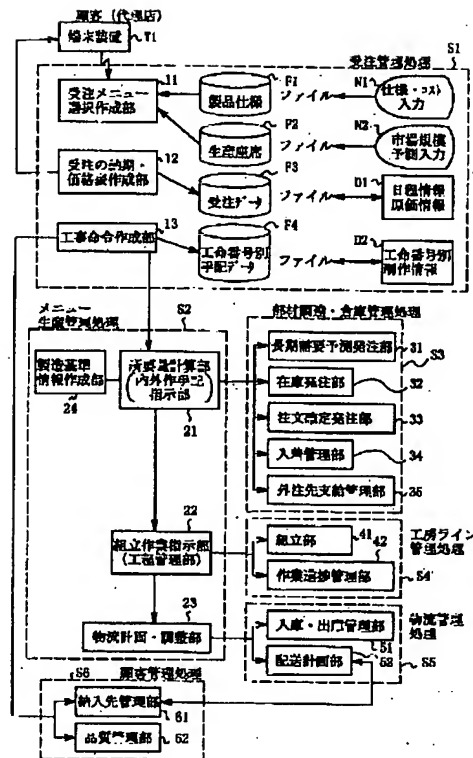 顧客（代理店）
端末装置
T1
S1
受注管理処理
11
受注メニュー
選択作成部
F1
製品仕様
ファイル
N1
仕様・コスト
入力
F2
生産座席
ファイル
N2
市場規模
予測入力
12
受注の納期・
価格表作成部
F3
受注データ
ファイル
D1
日程情報
原価情報
13
工事命令作成部
F4
工命番号別
手配データ
ファイル
D2
工命番号別
制作情報
メニュー
生産管理処理
S2
製造基準
情報作成部
24
所要量計算部
内外作手配
指示部
21
部材調達・倉庫管理処理
S3
長期需要予測発注部
31
在庫発注部
32
注文確定発注部
33
入荷管理部
34
外注先支給管理部
35
22
組立作業指示部
(工程管理部)
組立部
41
作業進捗管理部
42
工房ライン
管理処理
S4
23
物流計画・調整部
入庫・出庫管理部
51
配送計画部
52
物流管理
処理
S5
S6
顧客管理処理
納入先管理部
61
品質管理部
62